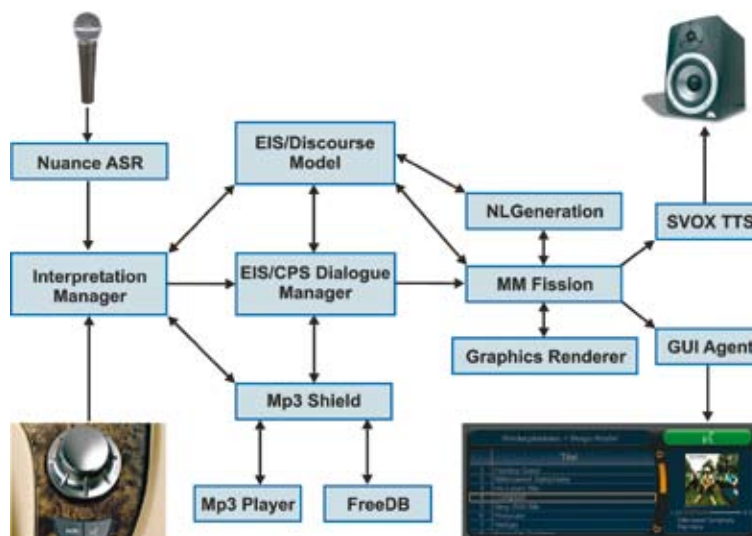 Nuance ASR
EIS/Discourse
Model
NLGeneration
SVOX TTS
Interpretation
Manager
EIS/CPS Dialogue
Manager
MM Fission
Graphics Renderer
GUI Agent
Mp3 Shield
Mp3 Player
FreeDB
Titel